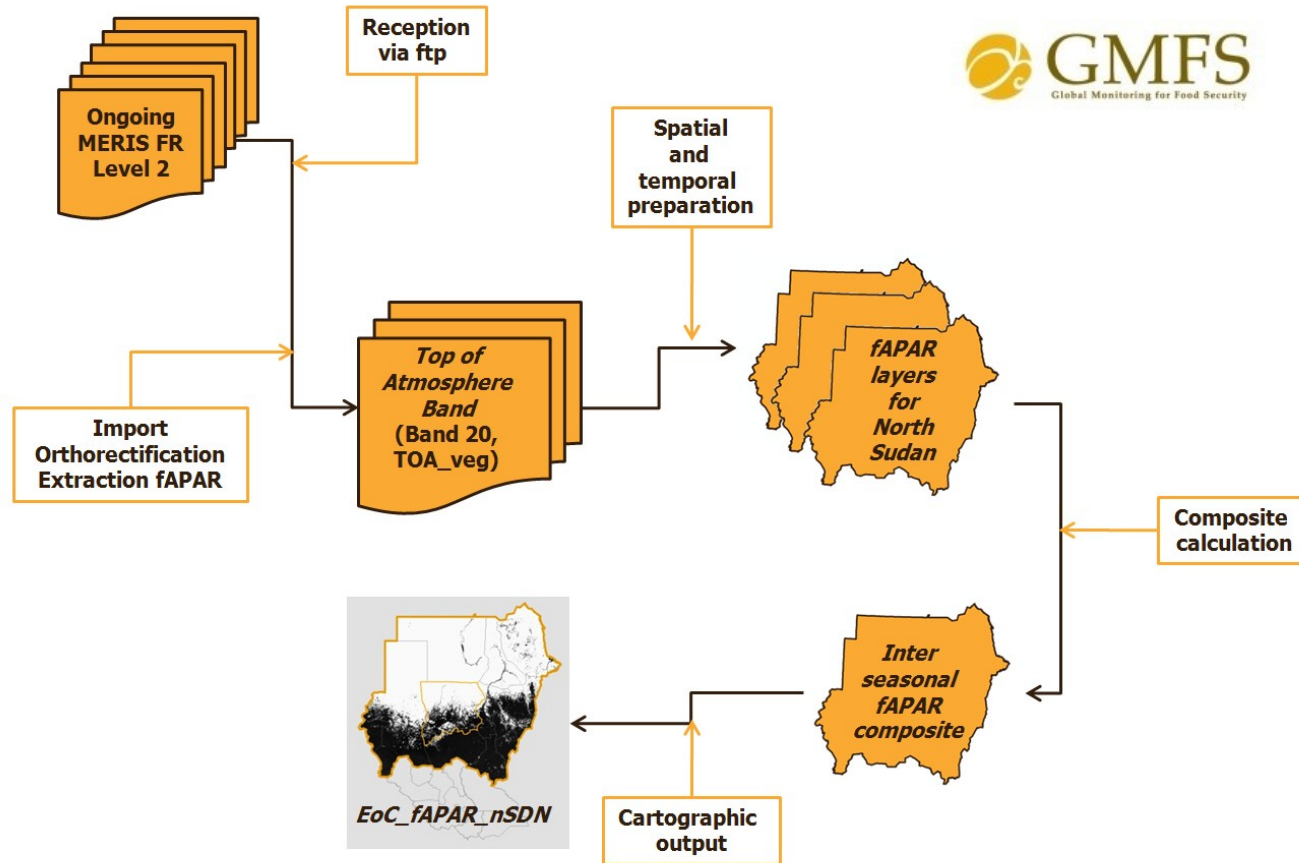 Reception
via ftp
GMFS
Global Monitoring for Food Security
Ongoing
MERIS FR
Level 2
Spatial
and
temporal
preparation
Top of
Atmosphere
Band
(Band 20,
TOA_veg)
fAPAR
layers
for
North
Sudan
Import
Orthorectification
Extraction fAPAR
Composite
calculation
Inter
seasonal
fAPAR
composite
EoC_fAPAR_nSDN
Cartographic
output